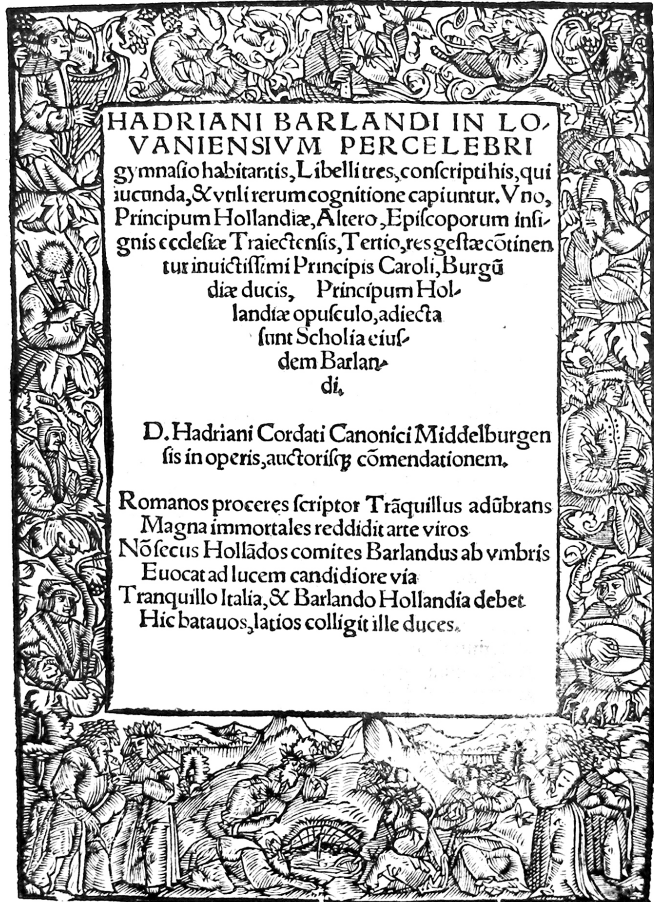 HADRIANI BARLANDI IN LO-
VANIENSIVM PERCELEBRI
gymnasio habitantis, Libelli tres, conscripti his, qui
iucunda, & vtili rerum cognitione capiuntur. Vno,
Principum Hollandiæ, Altero, Episcoporum insi-
gnis ecclesiæ Traiectensis, Tertio, res gestæ cōtinen
tur inuictissimi Principis Caroli, Burgū
diæ ducis, Principum Hol-
landiæ opusculo, adiecta
sunt Scholia eius-
dem Barlan-
di.
D. Hadriani Cordati Canonici Middelburgen
sis in operis, auctorisqꝫ cōmendationem.
Romanos proceres scriptor Trāquillus adūbrans
Magna immortales reddidit arte viros
Nō secus Hollādos comites Barlandus ab vmbris
Euocat ad lucem candidiore via
Tranquillo Italia, & Barlando Hollandia debet
Hic batauos, latios colligit ille duces.